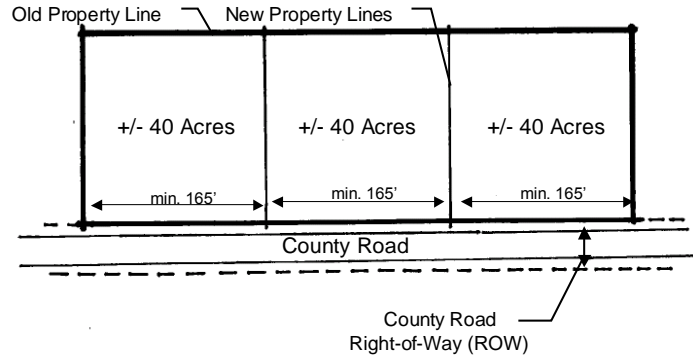 Old Property Line
New Property Lines
+/- 40 Acres
+/- 40 Acres
+/- 40 Acres
min. 165'
min. 165'
min. 165'
County Road
County Road
Right-of-Way (ROW)